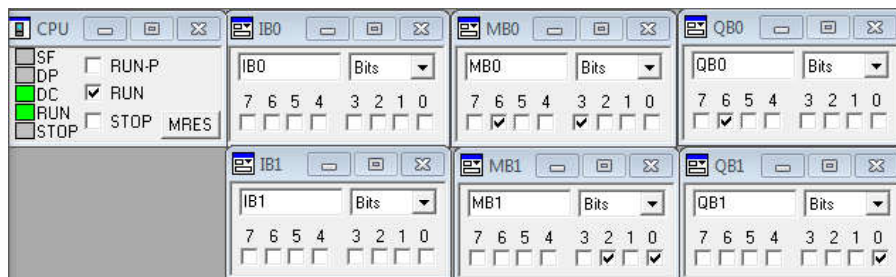 CPU
SF
DP
DC
RUN
STOP
RUN-P
RUN
STOP
MRES
IB0
IB0 Bits
7 6 5 4 3 2 1 0
MB0
MB0 Bits
7 6 5 4 3 2 1 0
QB0
QB0 Bits
7 6 5 4 3 2 1 0
IB1
IB1 Bits
7 6 5 4 3 2 1 0
MB1
MB1 Bits
7 6 5 4 3 2 1 0
QB1
QB1 Bits
7 6 5 4 3 2 1 0